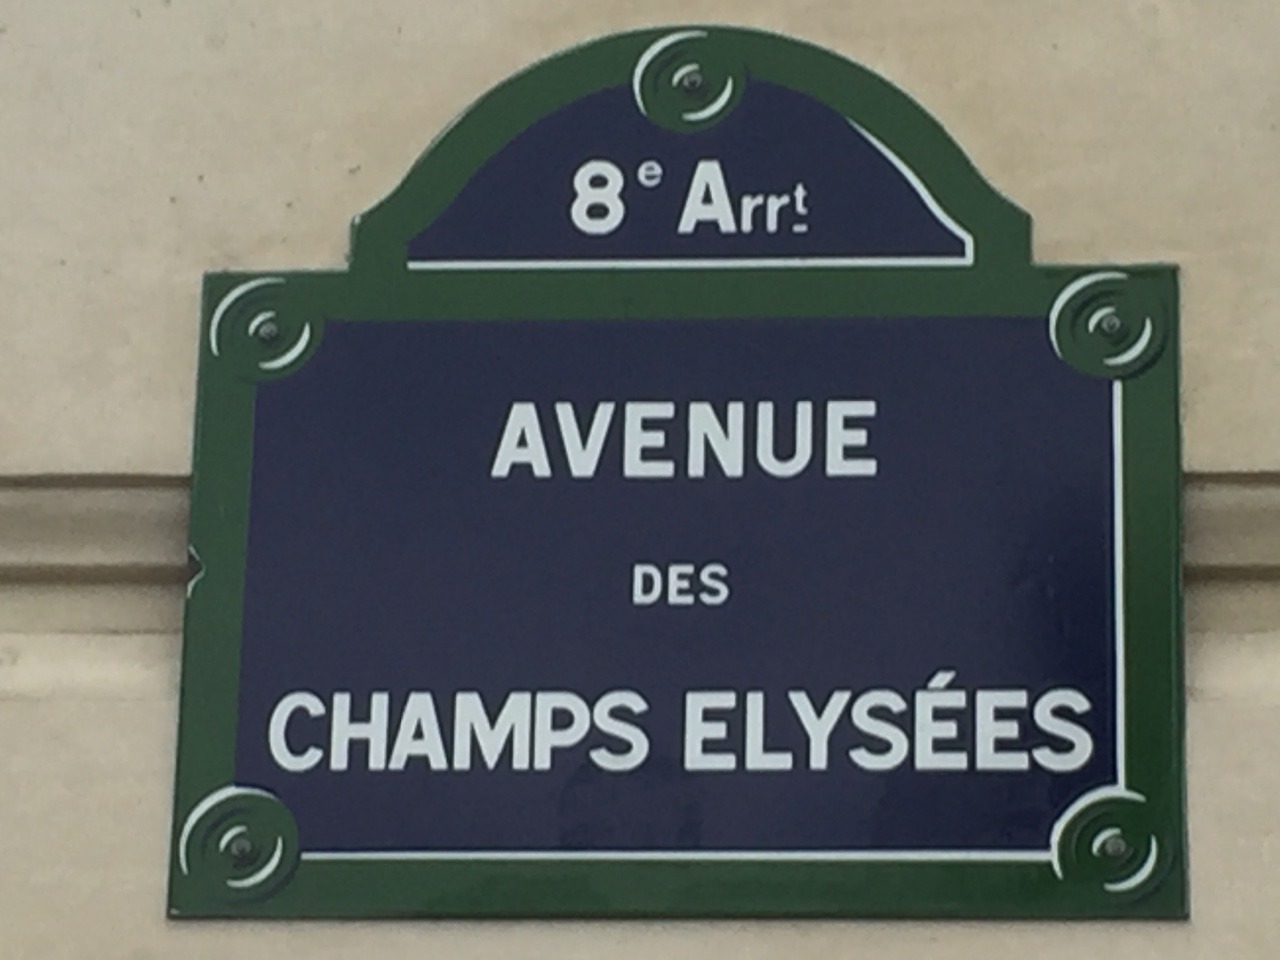 8e Arrt
AVENUE
DES
CHAMPS ELYSÉES